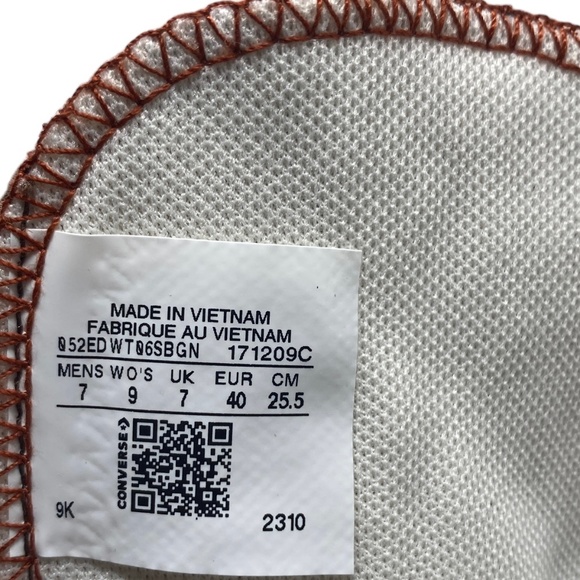 MADE IN VIETNAM
FABRIQUE AU VIETNAM
052EDWT06SBGN 171209C
MENS WO'S UK EUR CM
7 9 7 40 25.5
CONVERSE
9K 2310